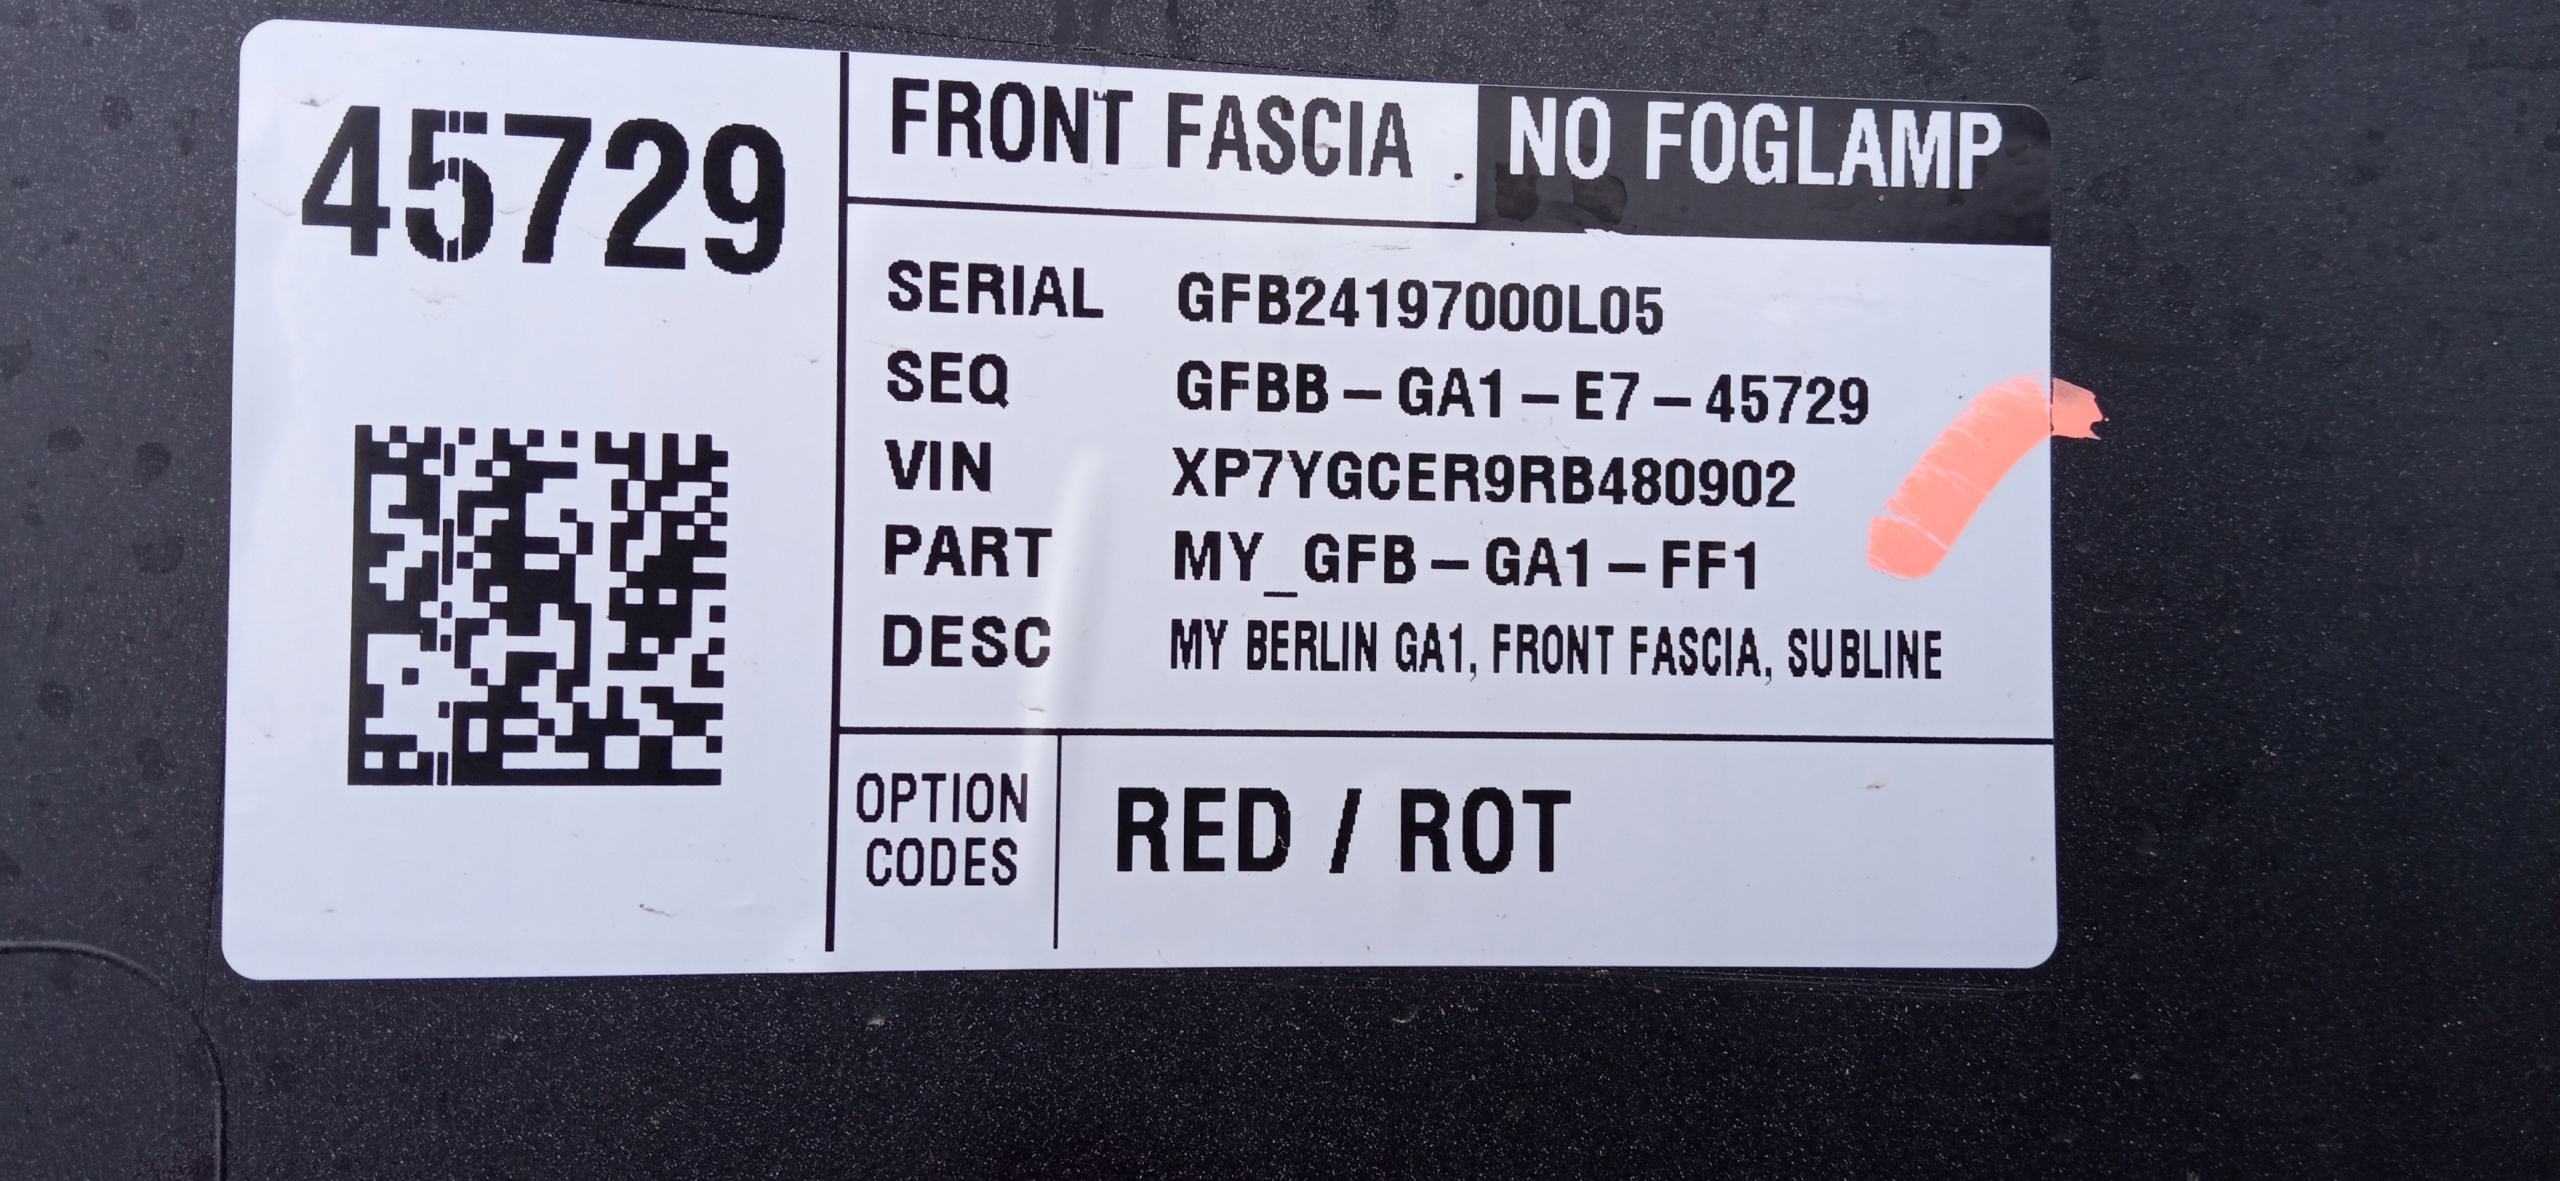 45729
FRONT FASCIA
NO FOGLAMP
SERIAL GFB24197000L05
SEQ GFBB-GA1-E7-45729
VIN XP7YGCER9RB480902
PART MY_GFB-GA1-FF1
DESC MY BERLIN GA1, FRONT FASCIA, SUBLINE
OPTION
CODES
RED / ROT